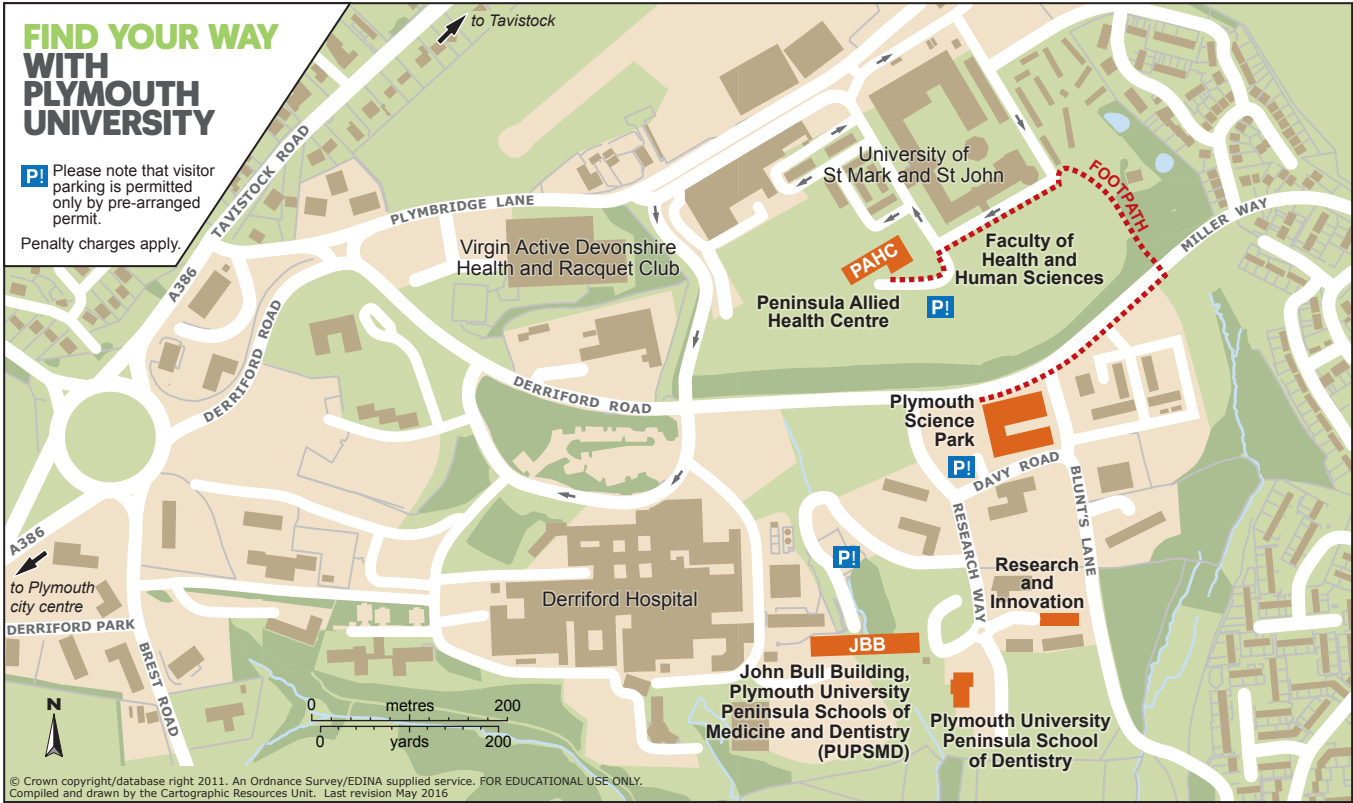 FIND YOUR WAY
WITH
PLYMOUTH
UNIVERSITY
P! Please note that visitor
parking is permitted
only by pre-arranged
permit.
Penalty charges apply.
to Tavistock
TAVISTOCK ROAD
A386
PLYMBRIDGE LANE
University of
St Mark and St John
FOOTPATH
MILLER WAY
Virgin Active Devonshire
Health and Racquet Club
PAHC
Faculty of
Health and
Human Sciences
Peninsula Allied
Health Centre
P!
DERRIFORD ROAD
DERRIFORD ROAD
Plymouth
Science
Park
P!
DAVY ROAD
BLUNT'S LANE
RESEARCH WAY
A386
to Plymouth
city centre
P!
Research
and
Innovation
Derriford Hospital
DERRIFORD PARK
BREST ROAD
JBB
John Bull Building,
Plymouth University
Peninsula Schools of
Medicine and Dentistry
(PUPSMD)
Plymouth University
Peninsula School
of Dentistry
N
0 metres 200
0 yards 200
© Crown copyright/database right 2011. An Ordnance Survey/EDINA supplied service. FOR EDUCATIONAL USE ONLY.
Compiled and drawn by the Cartographic Resources Unit. Last revision May 2016